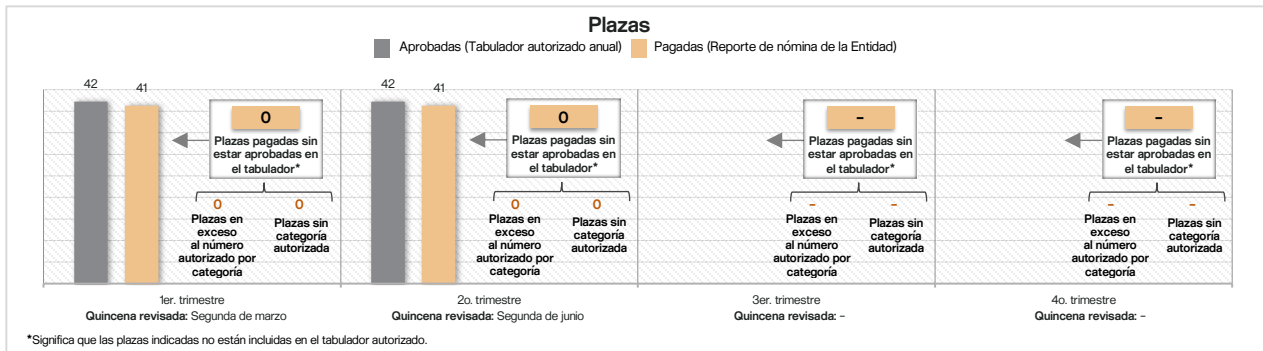 Plazas
Aprobadas (Tabulador autorizado anual)
Pagadas (Reporte de nómina de la Entidad)
42
41
0
Plazas pagadas sin
estar aprobadas en
el tabulador*
0
Plazas en
exceso
al número
autorizado por
categoría
0
Plazas sin
categoría
autorizada
1er. trimestre
Quincena revisada: Segunda de marzo
42
41
0
Plazas pagadas sin
estar aprobadas en
el tabulador*
0
Plazas en
exceso
al número
autorizado por
categoría
0
Plazas sin
categoría
autorizada
2o. trimestre
Quincena revisada: Segunda de junio
-
Plazas pagadas sin
estar aprobadas en
el tabulador*
-
Plazas en
exceso
al número
autorizado por
categoría
-
Plazas sin
categoría
autorizada
3er. trimestre
Quincena revisada: -
-
Plazas pagadas sin
estar aprobadas en
el tabulador*
-
Plazas en
exceso
al número
autorizado por
categoría
-
Plazas sin
categoría
autorizada
4o. trimestre
Quincena revisada: -
*Significa que las plazas indicadas no están incluidas en el tabulador autorizado.